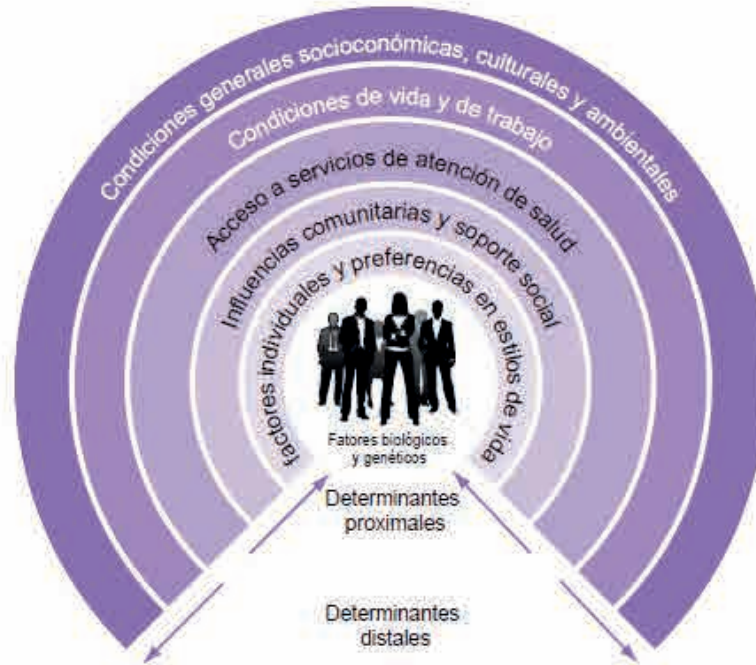 Condiciones generales socioconómicas, culturales y ambientales
Condiciones de vida y de trabajo
Acceso a servicios de atención de salud
Influencias comunitarias y soporte social
factores individuales y preferencias en estilos de vida
Fatores biológicos
y genéticos
Determinantes
proximales
Determinantes
distales